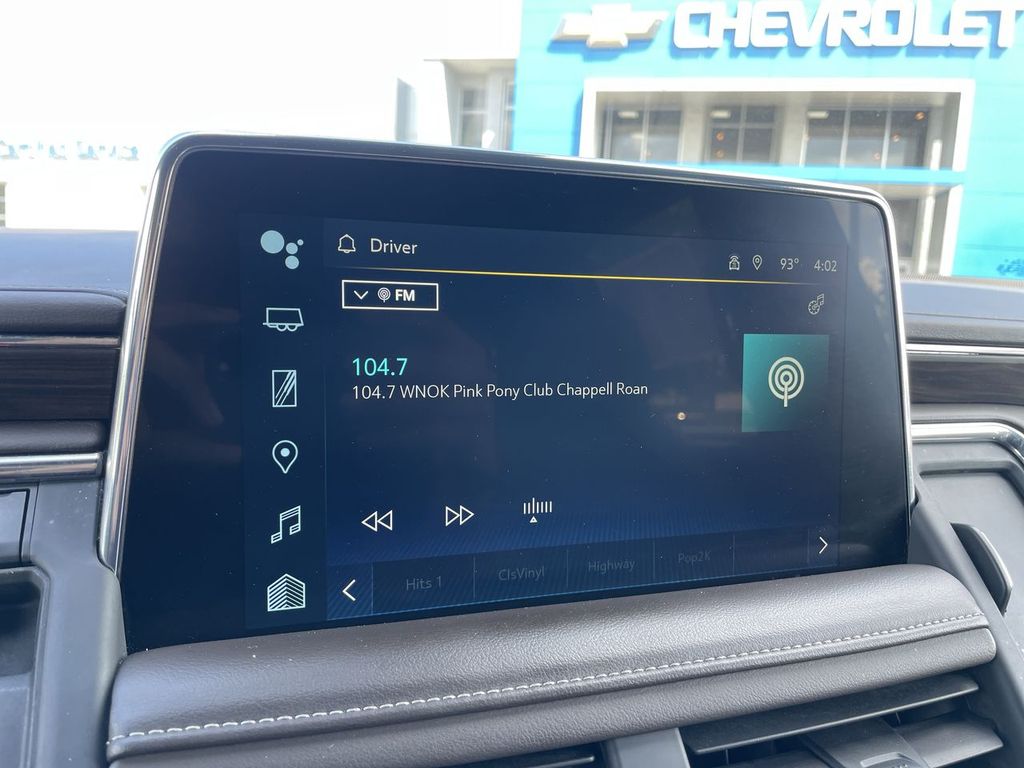 CHEVROLET
Driver
93° 4:02
FM
104.7
104.7 WNOK Pink Pony Club Chappell Roan
Hits 1 ClsVinyl Highway Pop2K